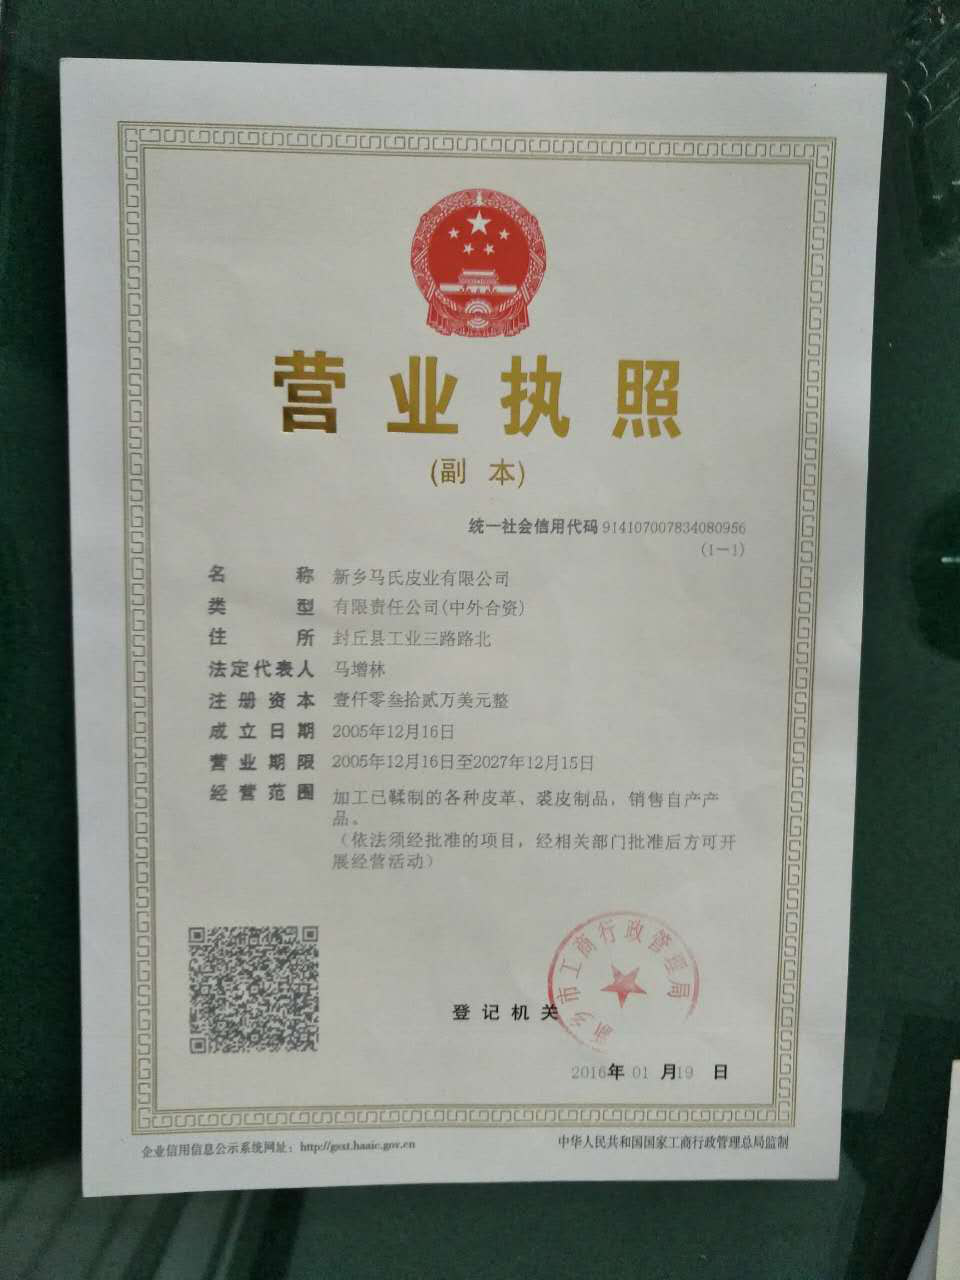 营业执照
(副 本)
统一社会信用代码 914107007834080956
(1－1)
名 称 新乡马氏皮业有限公司
类 型 有限责任公司(中外合资)
住 所 封丘县工业三路路北
法定代表人 马增林
注册资本 壹仟零叁拾贰万美元整
成立日期 2005年12月16日
营业期限 2005年12月16日至2027年12月15日
经营范围 加工已鞣制的各种皮革、裘皮制品，销售自产产
品。
（依法须经批准的项目，经相关部门批准后方可开
展经营活动）
新乡市工商行政管理局
登记机关
2016年 01 月19 日
企业信用信息公示系统网址：http://gsxt.haaic.gov.cn
中华人民共和国国家工商行政管理总局监制